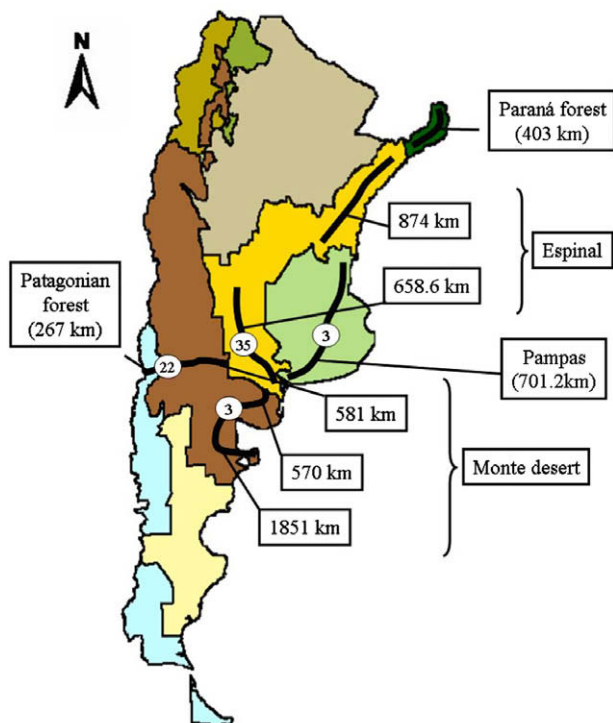 N
Paraná forest
(403 km)
874 km
Espinal
Patagonian
forest
(267 km)
658.6 km
35
3
22
Pampas
(701.2km)
581 km
3
570 km
Monte desert
1851 km